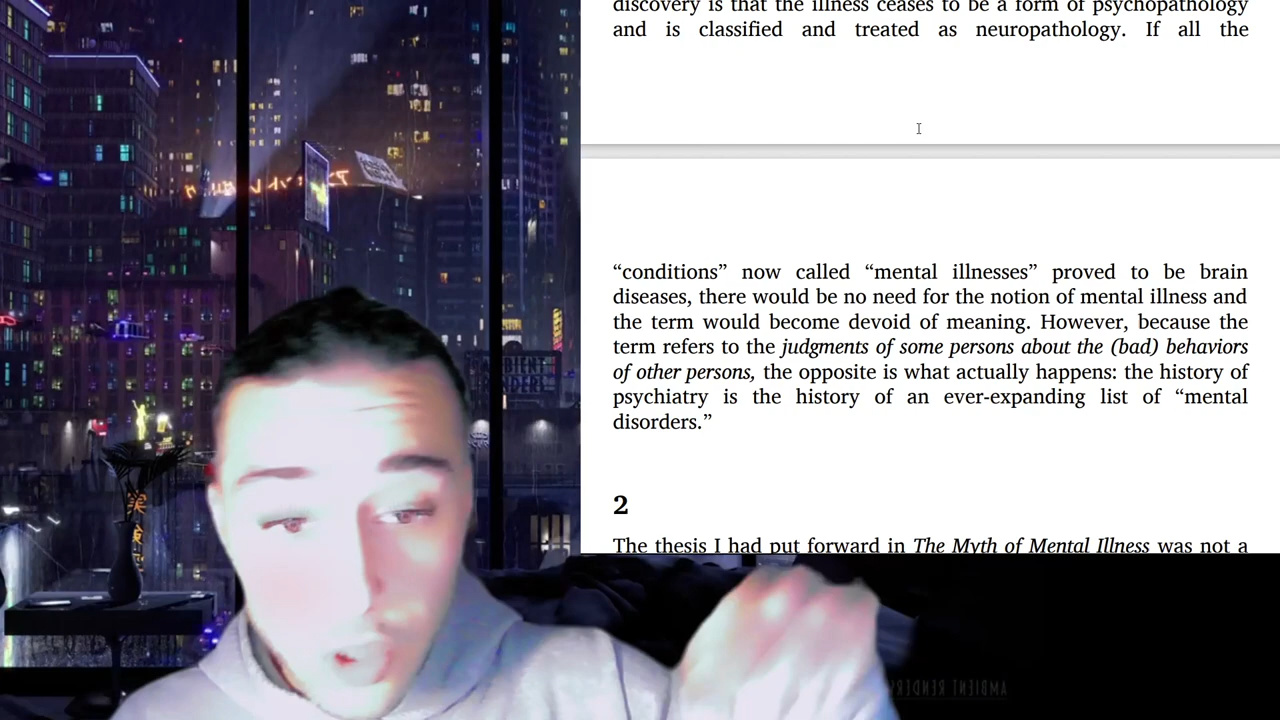 discovery is that the illness ceases to be a form of psychopathology
and is classified and treated as neuropathology. If all the
“conditions” now called “mental illnesses” proved to be brain
diseases, there would be no need for the notion of mental illness and
the term would become devoid of meaning. However, because the
term refers to the judgments of some persons about the (bad) behaviors
of other persons, the opposite is what actually happens: the history of
psychiatry is the history of an ever-expanding list of “mental
disorders.”
2
The thesis I had put forward in The Myth of Mental Illness was not a